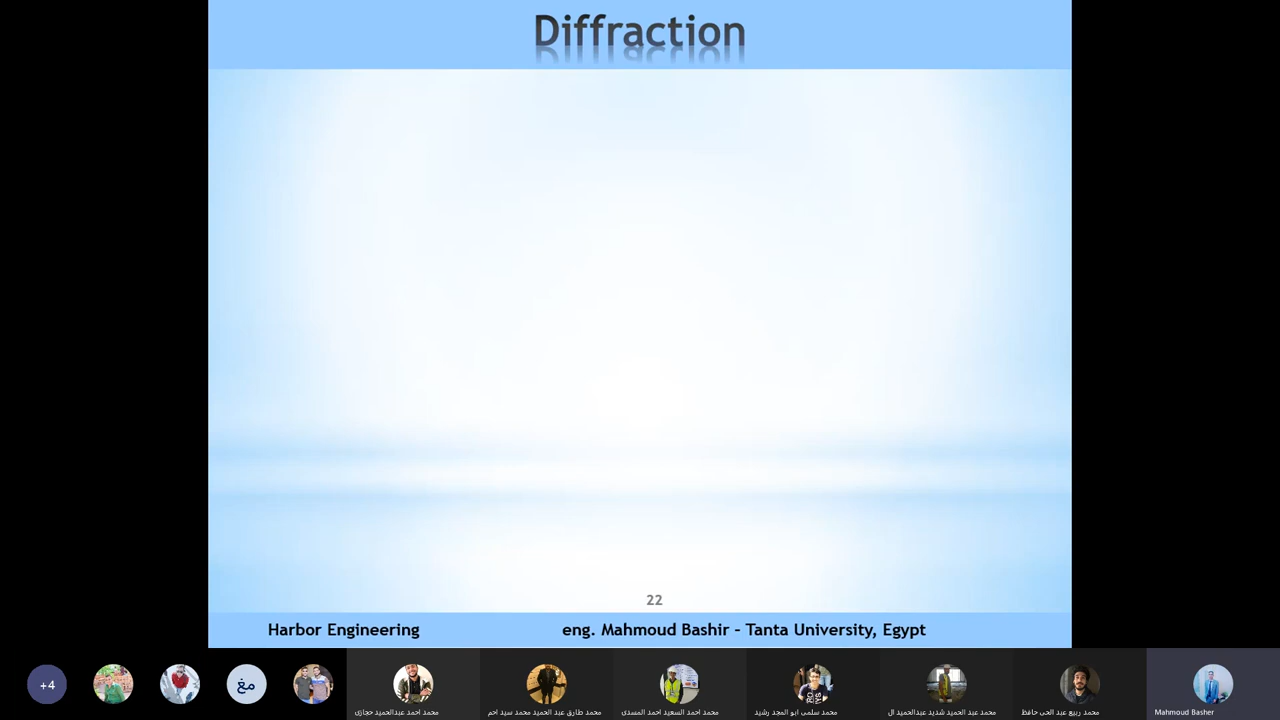 Diffraction
22
Harbor Engineering
eng. Mahmoud Bashir – Tanta University, Egypt
+4
مغ
محمد احمد عبدالحميد حجازى
محمد طارق عبد الحميد محمد سيد احم
محمد احمد السعيد احمد المسدى
محمد سلمى ابو المجد رشيد
محمد عبد الحميد شديد عبدالحميد ال
محمد ربيع عبد الحى حافظ
Mahmoud Basher